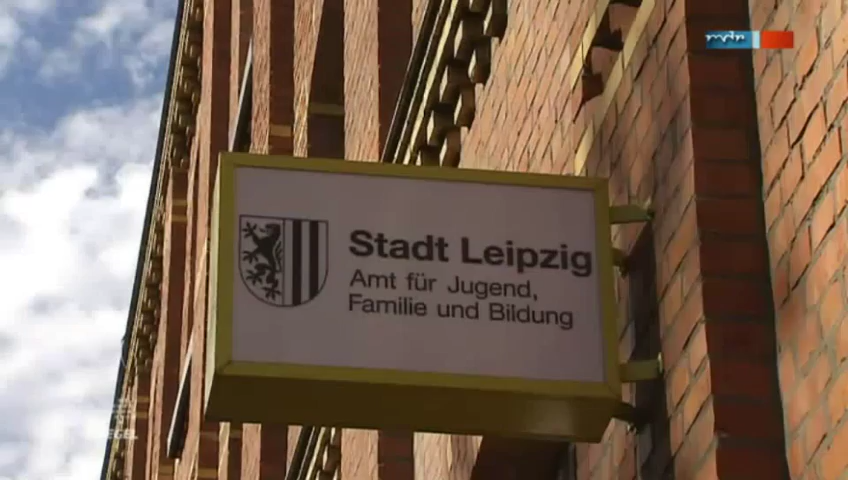 mdr
Stadt Leipzig
Amt für Jugend,
Familie und Bildung